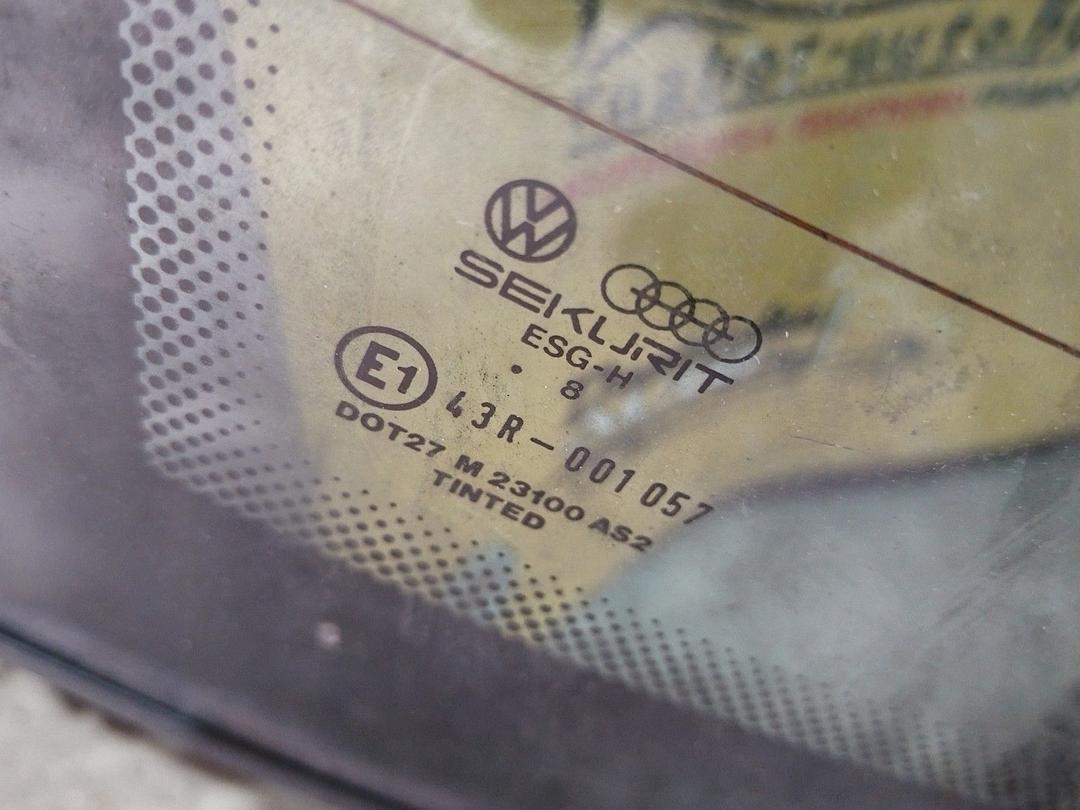 SEKURIT
ESG-H
. 8
E1 43R-001057
DOT27 M 23100 AS2
TINTED